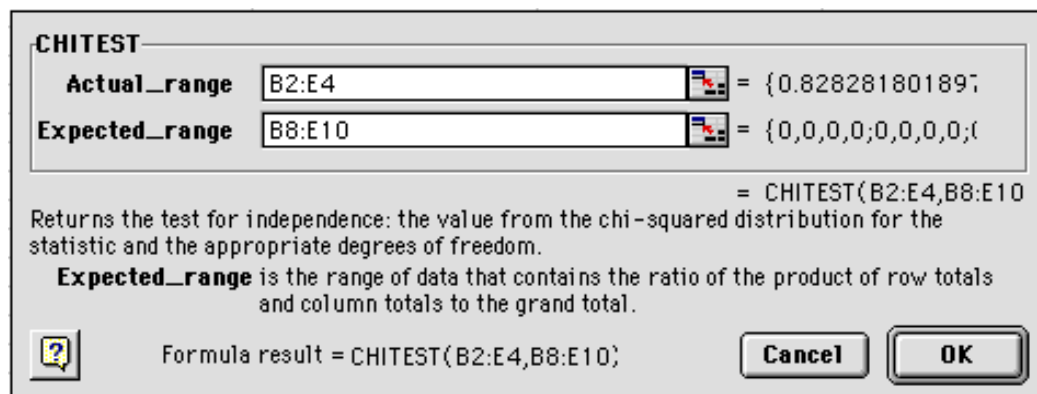 CHITEST
Actual_range B2:E4 = {0.828281801897
Expected_range B8:E10 = {0,0,0,0;0,0,0,0;(
= CHITEST(B2:E4,B8:E10
Returns the test for independence: the value from the chi-squared distribution for the
statistic and the appropriate degrees of freedom.
Expected_range is the range of data that contains the ratio of the product of row totals
and column totals to the grand total.
? Formula result = CHITEST(B2:E4,B8:E10) Cancel OK